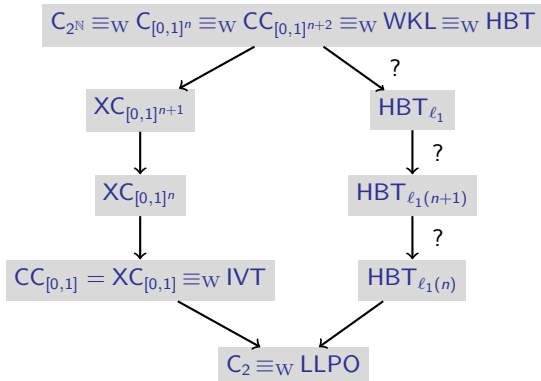 C_{2^ℕ} ≡_W C_{[0,1]^n} ≡_W CC_{[0,1]^{n+2}} ≡_W WKL ≡_W HBT
?
XC_{[0,1]^{n+1}} HBT_{ℓ_1}
?
XC_{[0,1]^n} HBT_{ℓ_1(n+1)}
?
CC_{[0,1]} = XC_{[0,1]} ≡_W IVT HBT_{ℓ_1(n)}
C_2 ≡_W LLPO